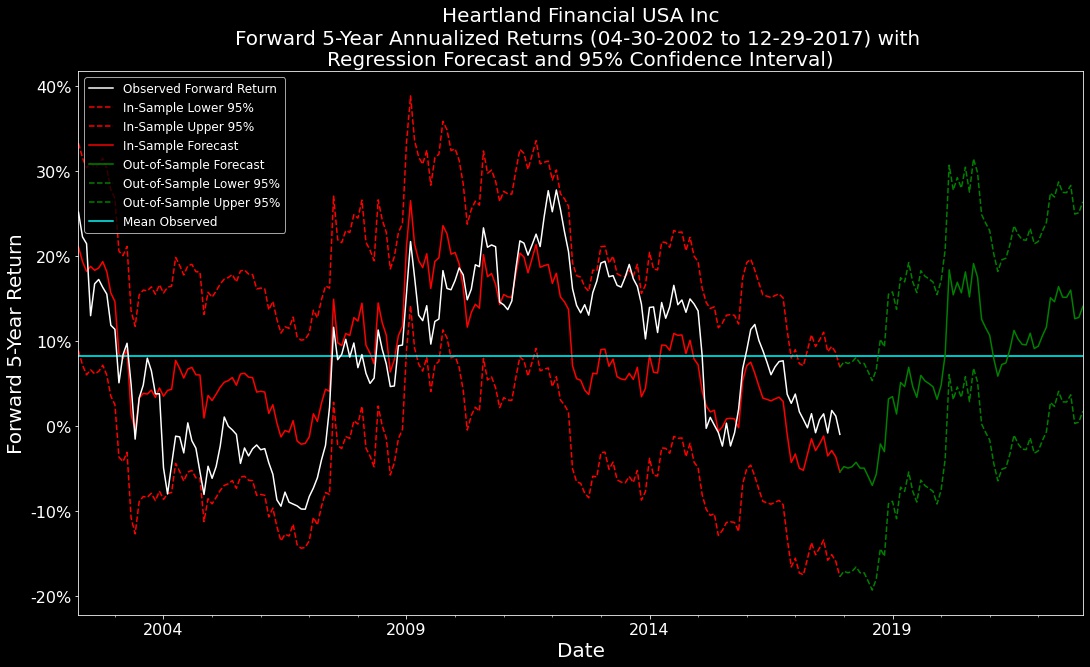 Heartland Financial USA Inc
Forward 5-Year Annualized Returns (04-30-2002 to 12-29-2017) with
Regression Forecast and 95% Confidence Interval)
Observed Forward Return
In-Sample Lower 95%
In-Sample Upper 95%
In-Sample Forecast
Out-of-Sample Forecast
Out-of-Sample Lower 95%
Out-of-Sample Upper 95%
Mean Observed
Forward 5-Year Return
40%
30%
20%
10%
0%
-10%
-20%
2004
2009
2014
2019
Date